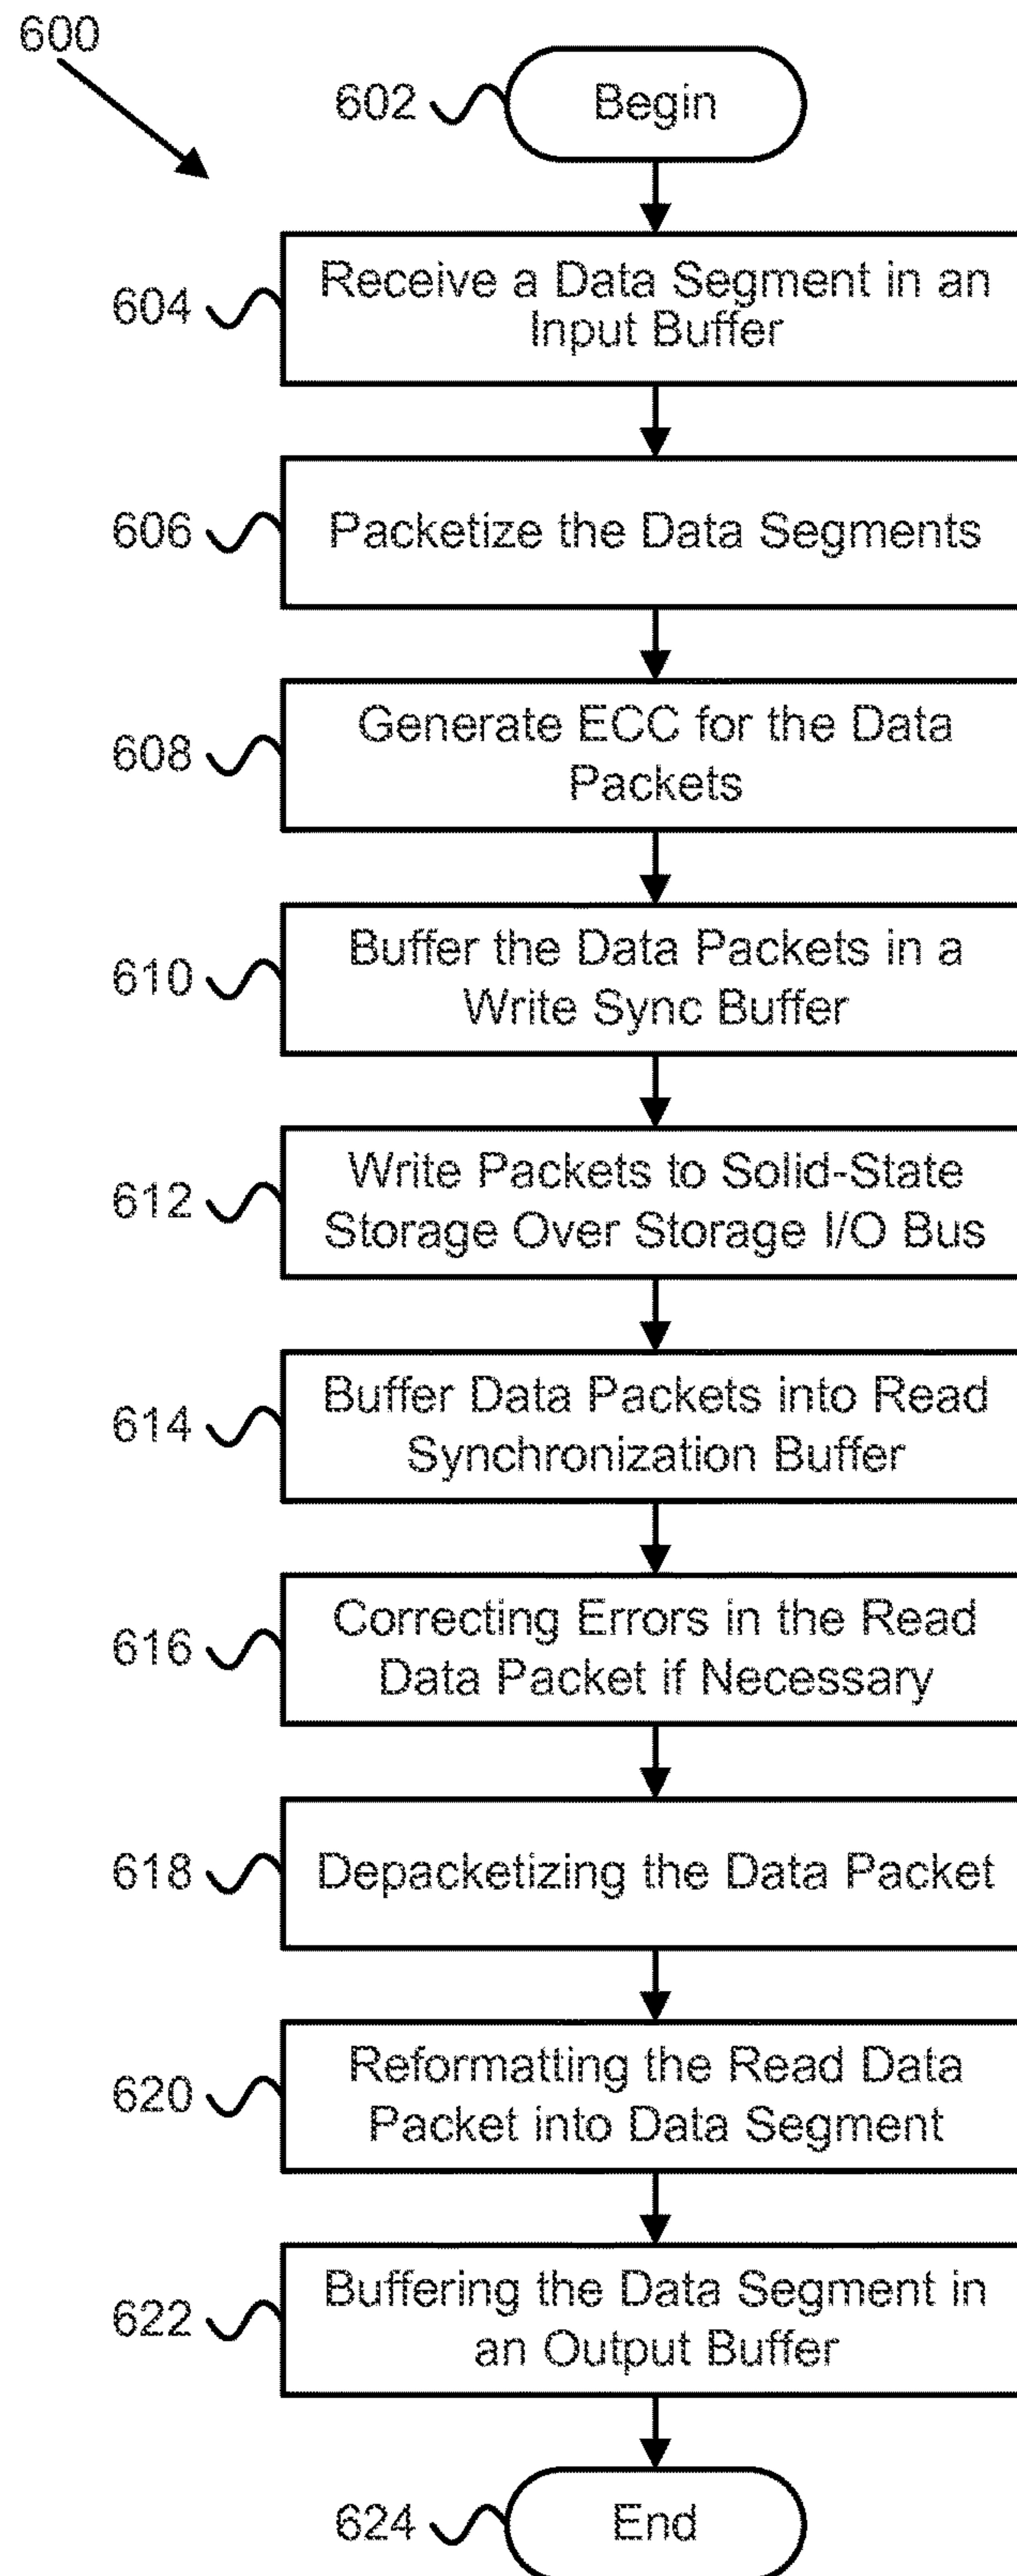 600
602
Begin
604
Receive a Data Segment in an
Input Buffer
606
Packetize the Data Segments
608
Generate ECC for the Data
Packets
610
Buffer the Data Packets in a
Write Sync Buffer
612
Write Packets to Solid-State
Storage Over Storage I/O Bus
614
Buffer Data Packets into Read
Synchronization Buffer
616
Correcting Errors in the Read
Data Packet if Necessary
618
Depacketizing the Data Packet
620
Reformatting the Read Data
Packet into Data Segment
622
Buffering the Data Segment in
an Output Buffer
624
End